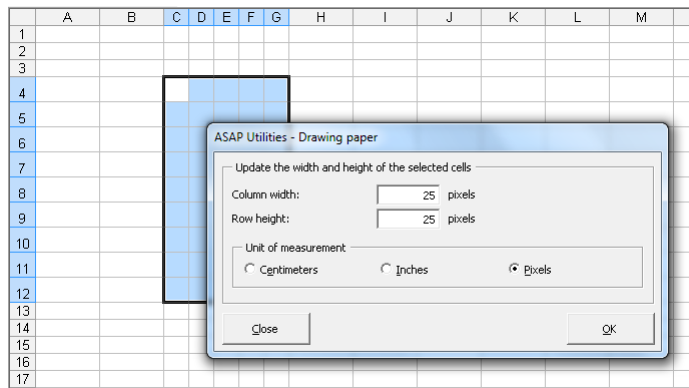 A B C D E F G H I J K L M
1
2
3
4
5
6
7
8
9
10
11
12
13
14
15
16
17
ASAP Utilities - Drawing paper
Update the width and height of the selected cells
Column width: 25 pixels
Row height: 25 pixels
Unit of measurement
Centimeters Inches Pixels
Close OK